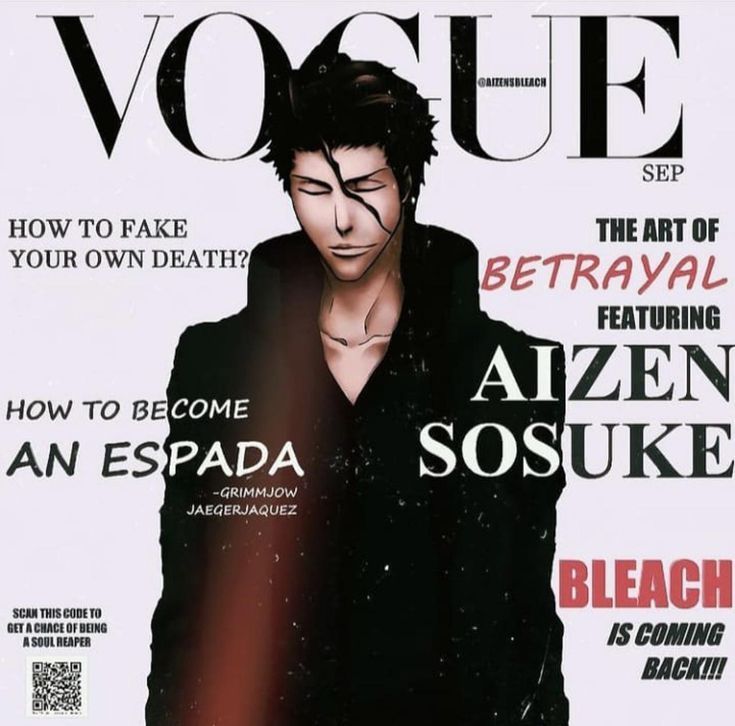 VOGUE
@AIZENSBLEACH
SEP
HOW TO FAKE
YOUR OWN DEATH?
THE ART OF
BETRAYAL
FEATURING
AIZEN
SOSUKE
HOW TO BECOME
AN ESPADA
-GRIMMJOW
JAEGERJAQUEZ
BLEACH
IS COMING
BACK!!!
SCAN THIS CODE TO
GET A CHACE OF BEING
A SOUL REAPER